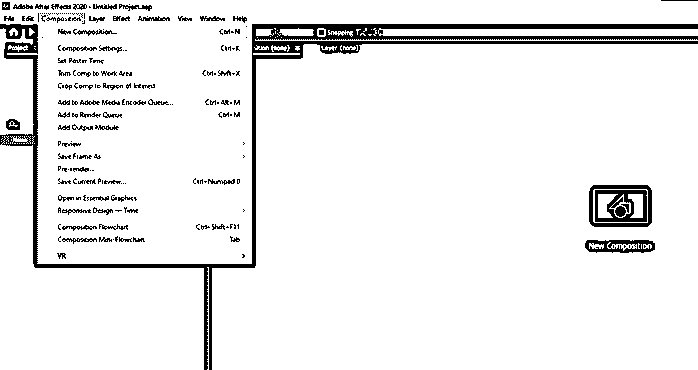 Adobe After Effects 2020 - Untitled Project.aep
File Edit Composition Layer Effect Animation View Window Help
New Composition... Ctrl+N
Snapping
Project
(none)
Layer (none)
Composition Settings... Ctrl+K
Set Poster Time
Trim Comp to Work Area Ctrl+Shift+X
Crop Comp to Region of Interest
Add to Adobe Media Encoder Queue... Ctrl+Alt+M
Add to Render Queue Ctrl+M
Add Output Module
Preview
Save Frame As
Pre-render...
Save Current Preview... Ctrl+Numpad 0
Open in Essential Graphics
Responsive Design — Time
Composition Flowchart Ctrl+Shift+F11
Composition Mini-Flowchart Tab
VR
New Composition